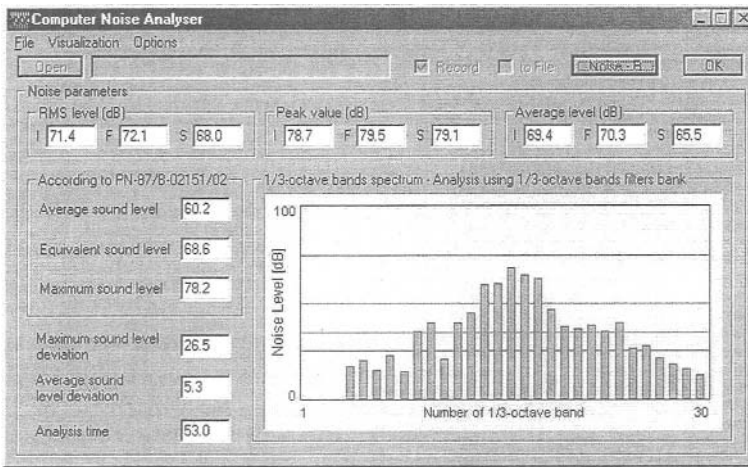 Computer Noise Analyser
File Visualization Options
Open Record to File Noise - B OK
Noise parameters
RMS level (dB)
I 71.4 F 72.1 S 68.0
Peak value (dB)
I 78.7 F 79.5 S 79.1
Average level (dB)
I 69.4 F 70.3 S 65.5
According to PN-87/B-02151/02
Average sound level 60.2
Equivalent sound level 68.6
Maximum sound level 78.2
Maximum sound level
deviation 26.5
Average sound
level deviation 5.3
Analysis time 53.0
1/3-octave bands spectrum - Analysis using 1/3-octave bands filters bank
100
Noise Level [dB]
0
1 Number of 1/3-octave band 30